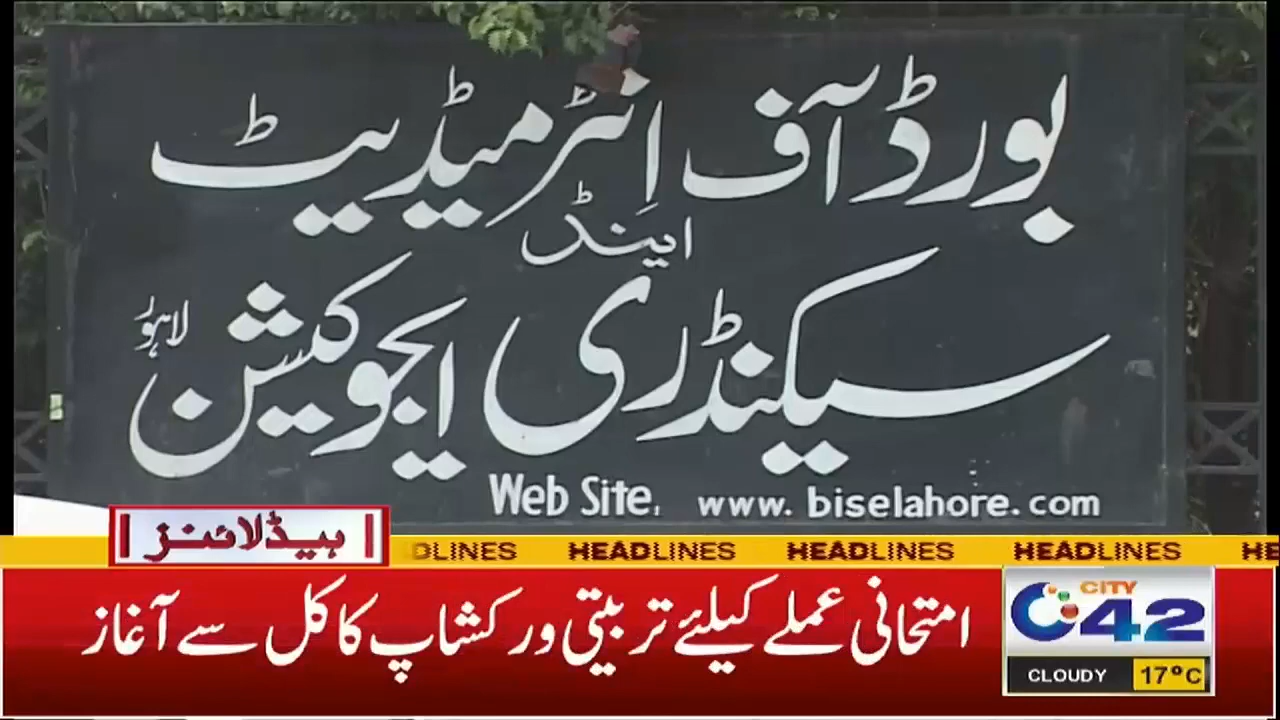 بورڈ آف انٹرمیڈیٹ
اینڈ
سیکنڈری ایجوکیشن لاہور
Web Site, www. biselahore. com
ہیڈلائنز
DLINES HEADLINES HEADLINES HEADLINES HE
امتحانی عملے کیلئے تربیتی ورکشاپ کا کل سے آغاز
CITY
42
CLOUDY 17°C